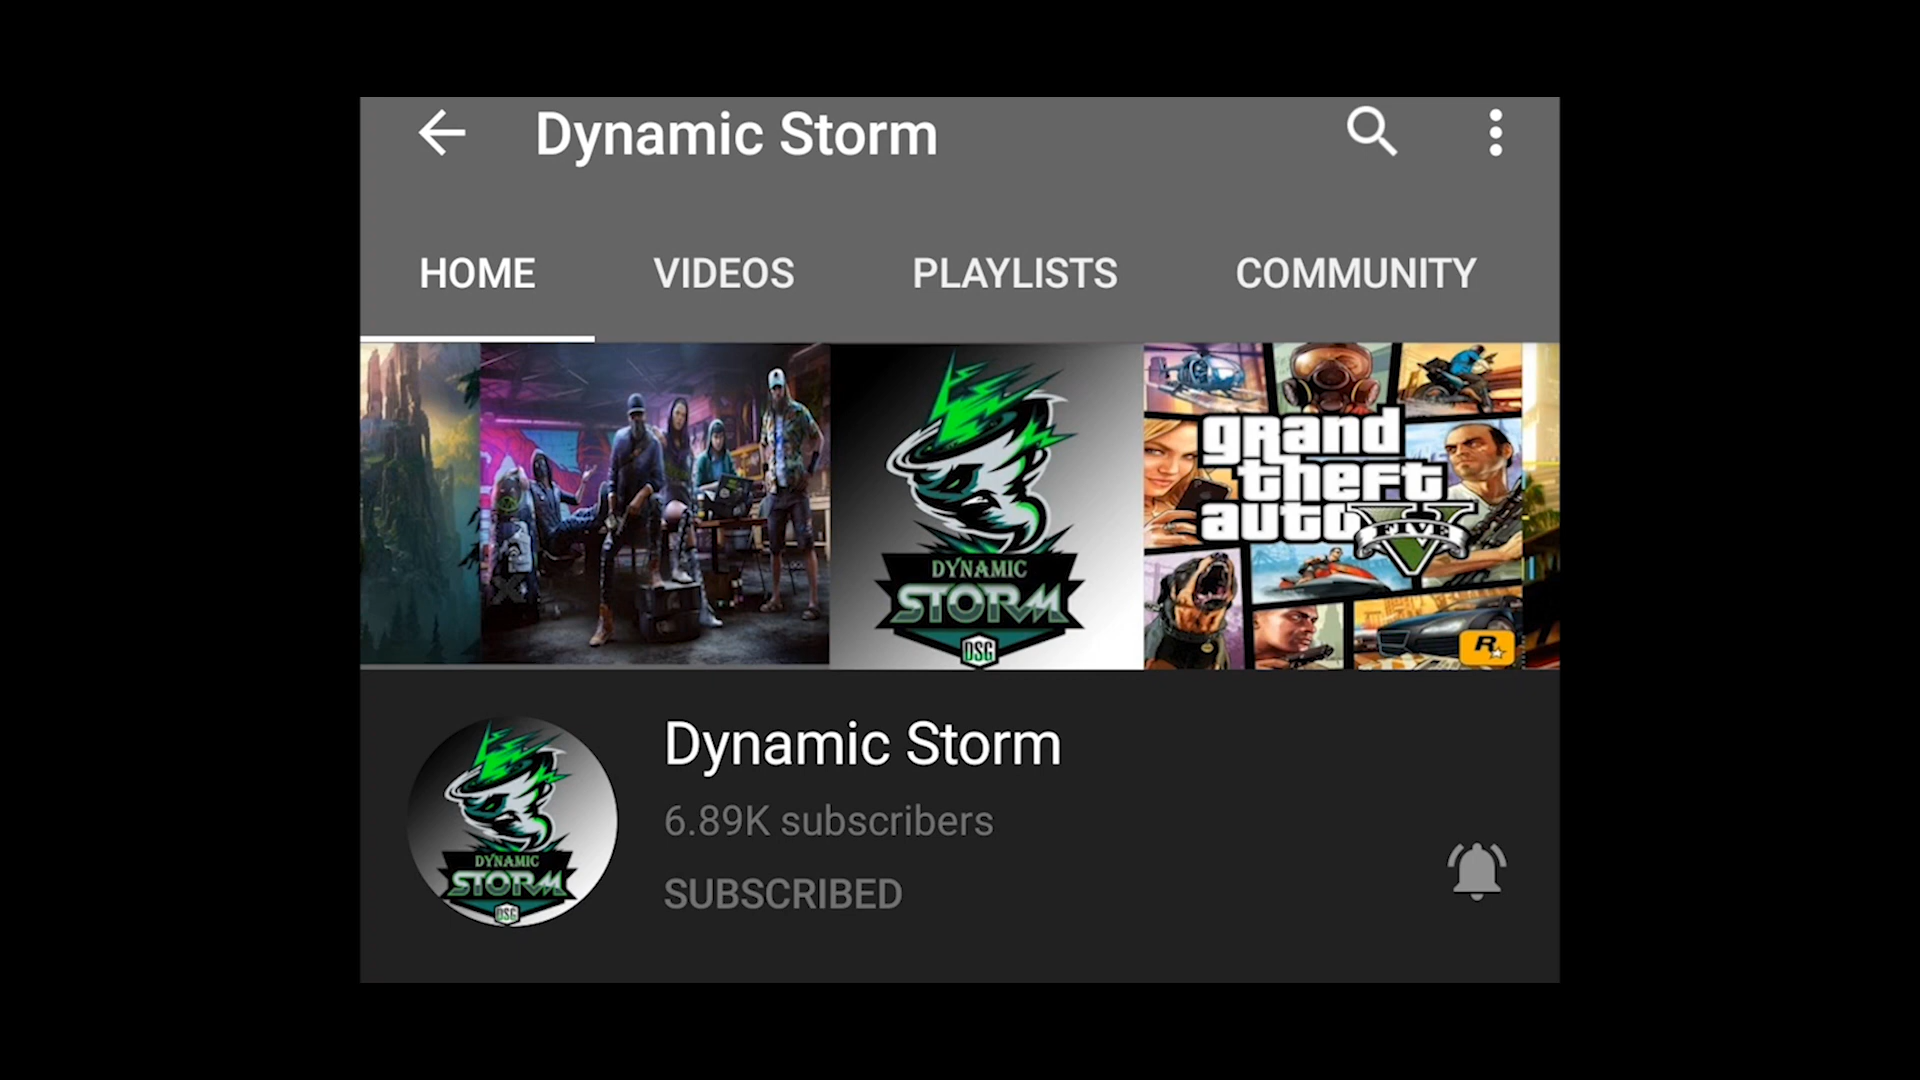 Dynamic Storm
HOME VIDEOS PLAYLISTS COMMUNITY
DYNAMIC
STORM
DSG
grand
theft
auto
FIVE
R
Dynamic Storm
6.89K subscribers
SUBSCRIBED
DYNAMIC
STORM
DSG